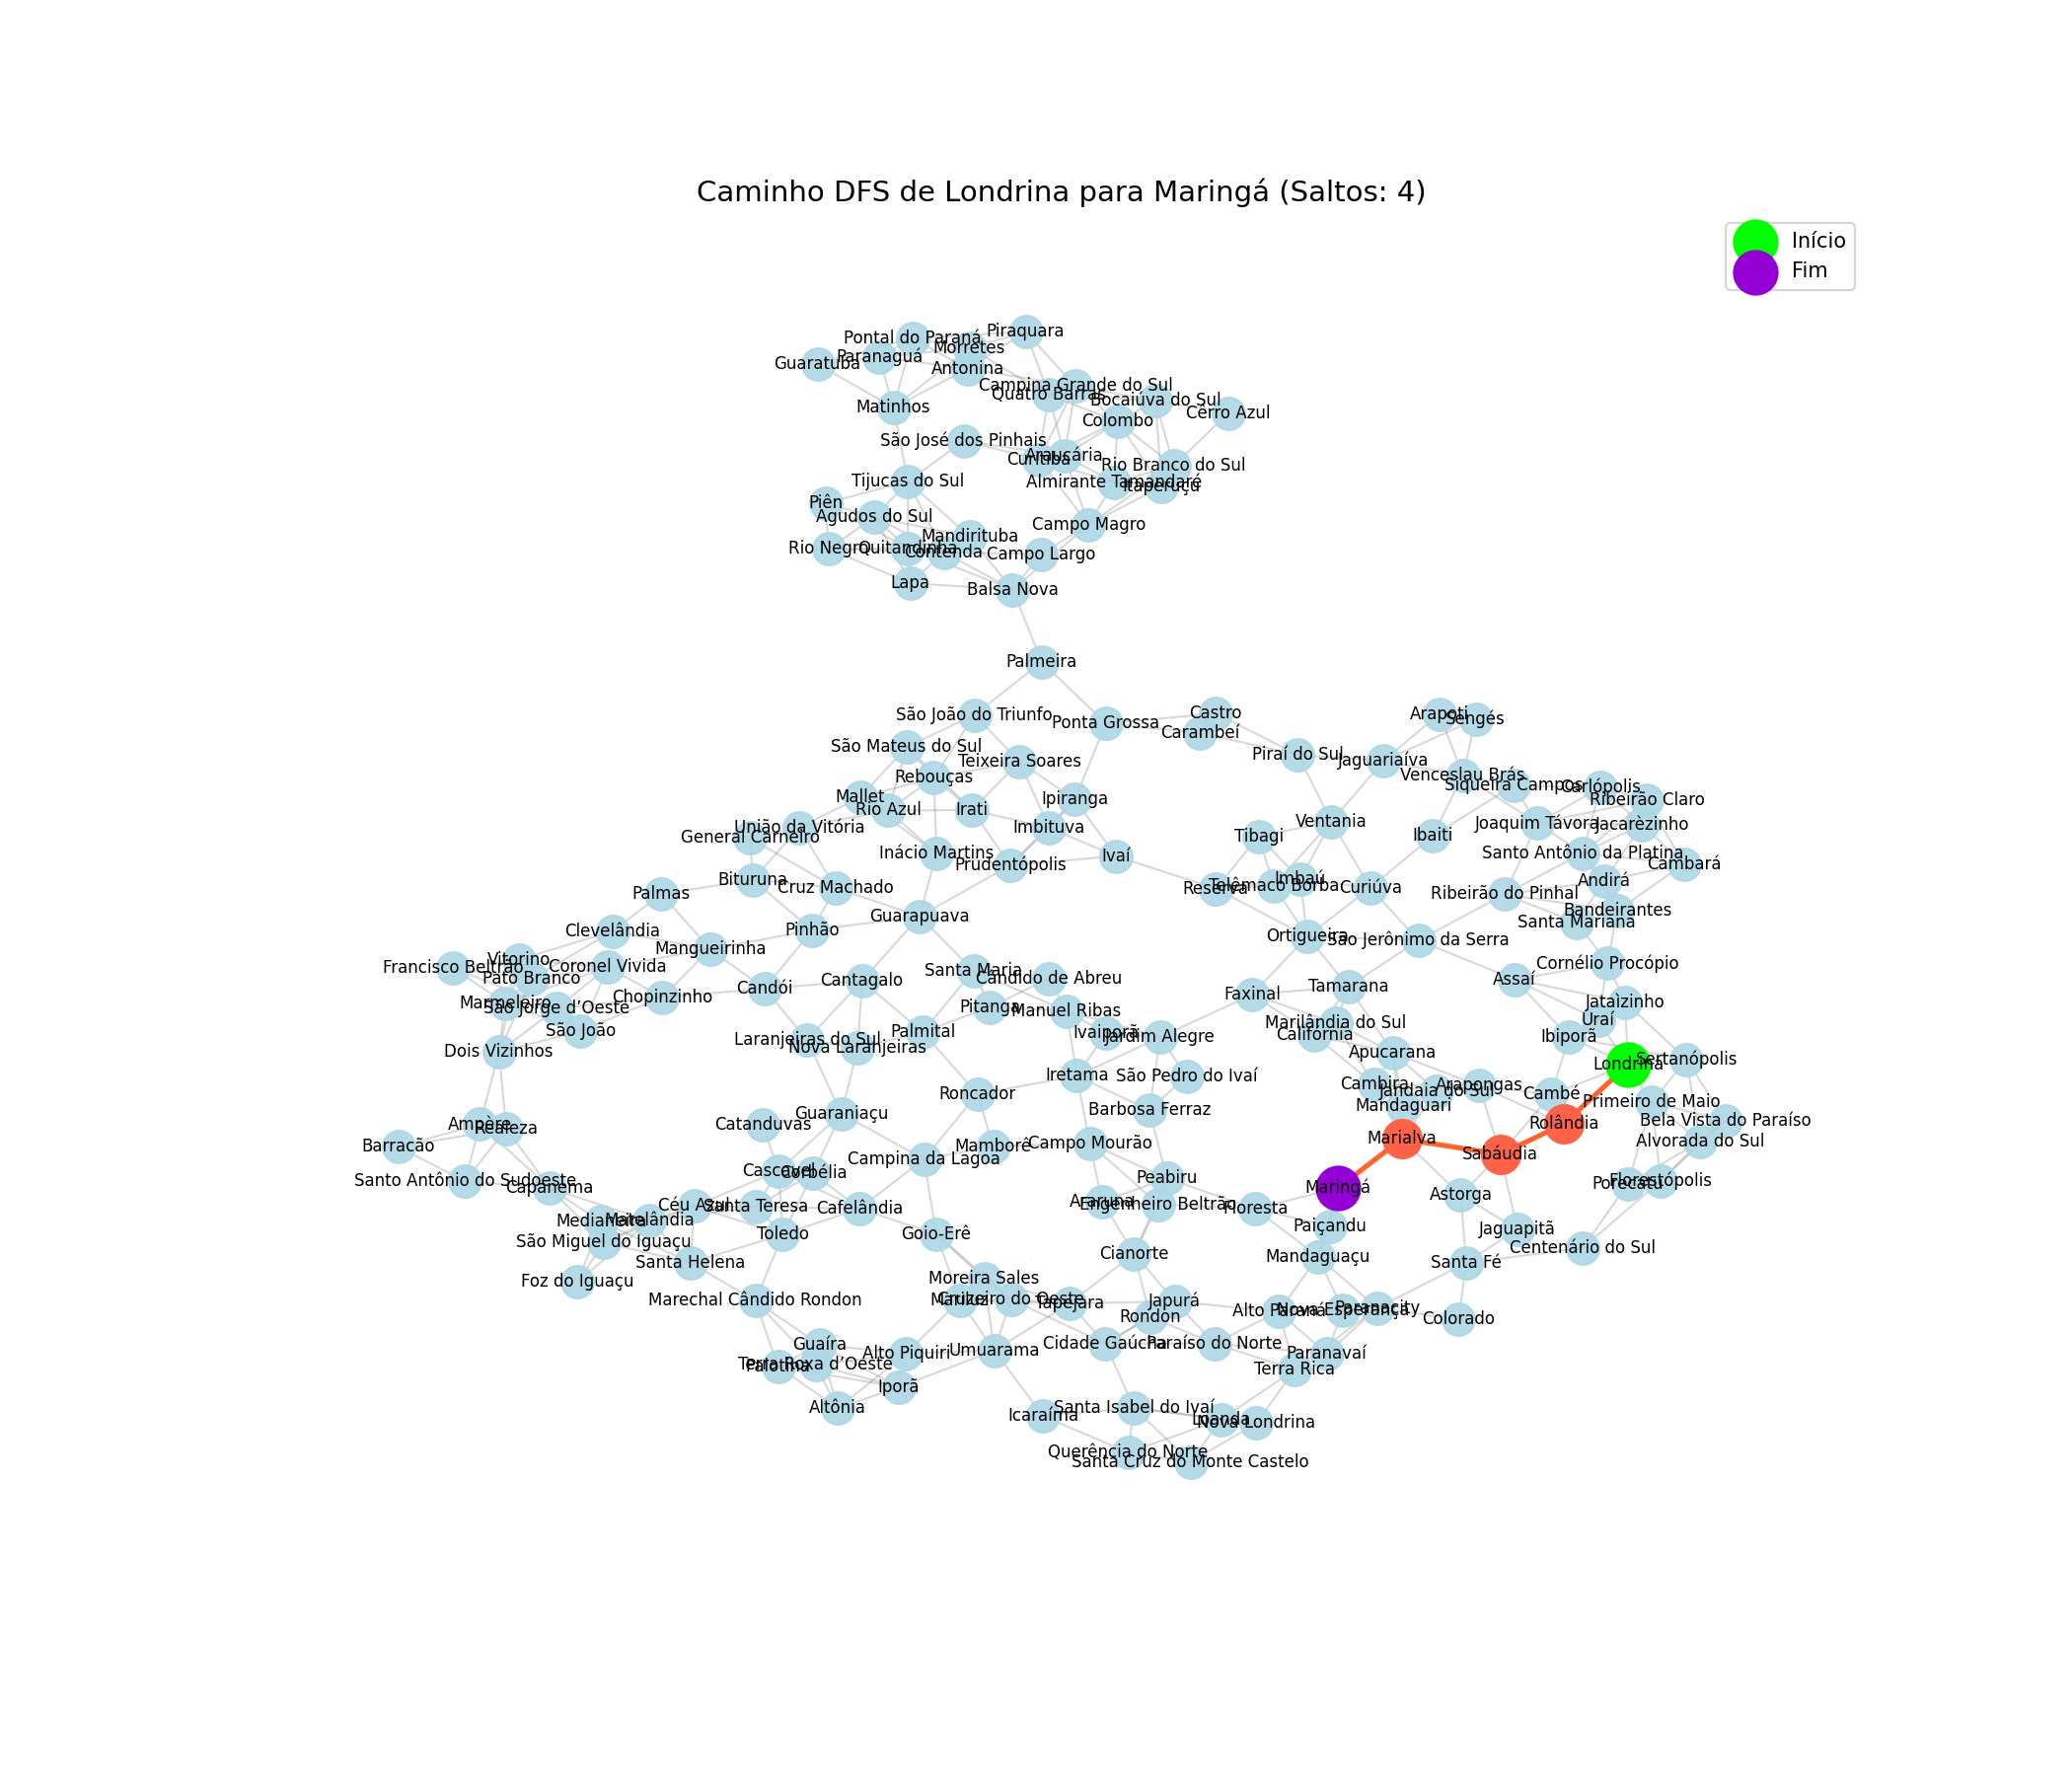 Caminho DFS de Londrina para Maringá (Saltos: 4)
Início
Fim
Piraquara
Pontal do Paraná
Morretes
Paranaguá
Guaratuba
Antonina
Campina Grande do Sul
Quatro Barras
Bocaiúva do Sul
Matinhos
Cerro Azul
Colombo
São José dos Pinhais
Araucária
Curitiba
Rio Branco do Sul
Tijucas do Sul
Almirante Tamandaré
Itaperuçu
Piên
Agudos do Sul
Campo Magro
Mandirituba
Rio Negro
Quitandinha
Contenda
Campo Largo
Lapa
Balsa Nova
Palmeira
Castro
Arapoti
São João do Triunfo
Sengés
Ponta Grossa
Carambeí
São Mateus do Sul
Piraí do Sul
Teixeira Soares
Jaguariaíva
Rebouças
Venceslau Brás
Siqueira Campos
Carlópolis
Mallet
Ipiranga
Ribeirão Claro
Rio Azul
Irati
União da Vitória
Imbituva
Ventania
Joaquim Távora
Jacarèzinho
General Carneiro
Tibagi
Ibaiti
Inácio Martins
Santo Antônio da Platina
Ivaí
Prudentópolis
Cambará
Bituruna
Imbaú
Andirá
Cruz Machado
Telêmaco Borba
Reserva
Curiúva
Palmas
Ribeirão do Pinhal
Bandeirantes
Guarapuava
Santa Mariana
Clevelândia
Pinhão
Ortigueira
São Jerônimo da Serra
Mangueirinha
Vitorino
Cornélio Procópio
Francisco Beltrão
Coronel Vivida
Santa Maria
Pato Branco
Cantagalo
Cândido de Abreu
Assaí
Candói
Tamarana
Faxinal
Chopinzinho
Marmeleiro
Jataìzinho
São Jorge d’Oeste
Pitanga
Manuel Ribas
Uraí
Marilândia do Sul
São João
Palmital
Ivaiporã
Califórnia
Jardim Alegre
Ibiporã
Laranjeiras do Sul
Nova Laranjeiras
Dois Vizinhos
Apucarana
Sertanópolis
Londrina
Iretama
São Pedro do Ivaí
Cambira
Arapongas
Jandaia do Sul
Roncador
Cambé
Primeiro de Maio
Mandaguari
Barbosa Ferraz
Guaraniaçu
Bela Vista do Paraíso
Catanduvas
Ampère
Rolândia
Realeza
Marialva
Alvorada do Sul
Campo Mourão
Barracão
Mamborê
Sabáudia
Campina da Lagoa
Cascavel
Corbélia
Peabiru
Santo Antônio do Sudoeste
Florestópolis
Porecatu
Capanema
Maringá
Astorga
Araruna
Engenheiro Beltrão
Céu Azul
Santa Teresa
Cafelândia
Floresta
Medianeira
Matelândia
Paiçandu
Jaguapitã
Toledo
Goio-Erê
São Miguel do Iguaçu
Centenário do Sul
Cianorte
Mandaguaçu
Santa Helena
Santa Fé
Foz do Iguaçu
Moreira Sales
Marechal Cândido Rondon
Mariluz
Cruzeiro do Oeste
Tapejara
Japurá
Alto Paraná
Nova Esperança
Paranacity
Rondon
Colorado
Guaíra
Cidade Gaúcha
Paraíso do Norte
Alto Piquiri
Umuarama
Paranavaí
Terra Roxa d’Oeste
Palotina
Terra Rica
Iporã
Altônia
Santa Isabel do Ivaí
Icaraíma
Loanda
Nova Londrina
Querência do Norte
Santa Cruz do Monte Castelo